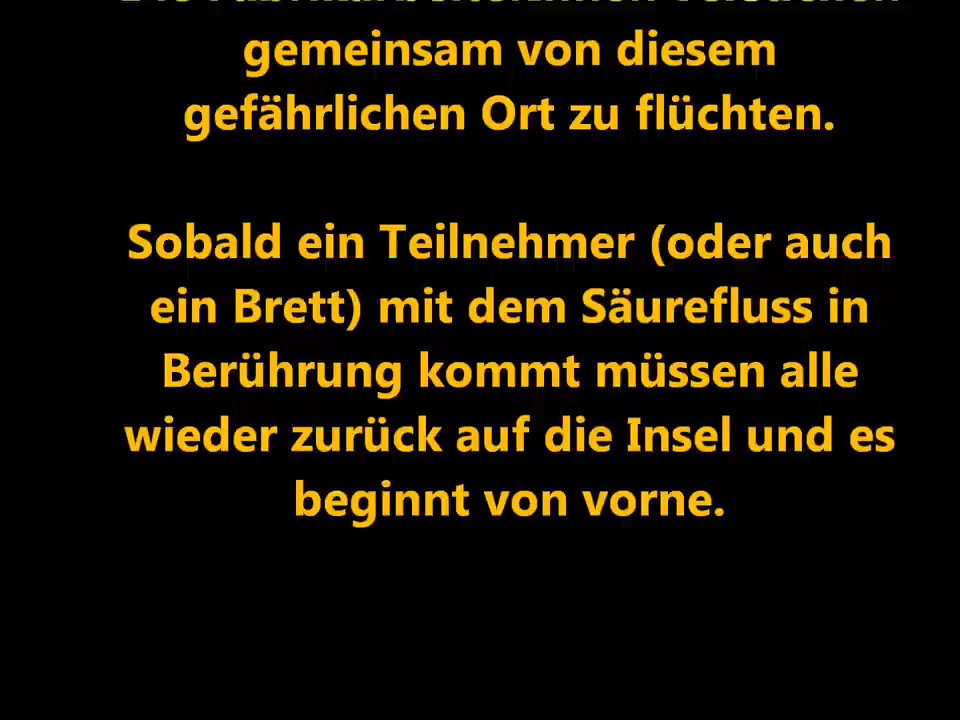 gemeinsam von diesem
gefährlichen Ort zu flüchten.
Sobald ein Teilnehmer (oder auch
ein Brett) mit dem Säurefluss in
Berührung kommt müssen alle
wieder zurück auf die Insel und es
beginnt von vorne.